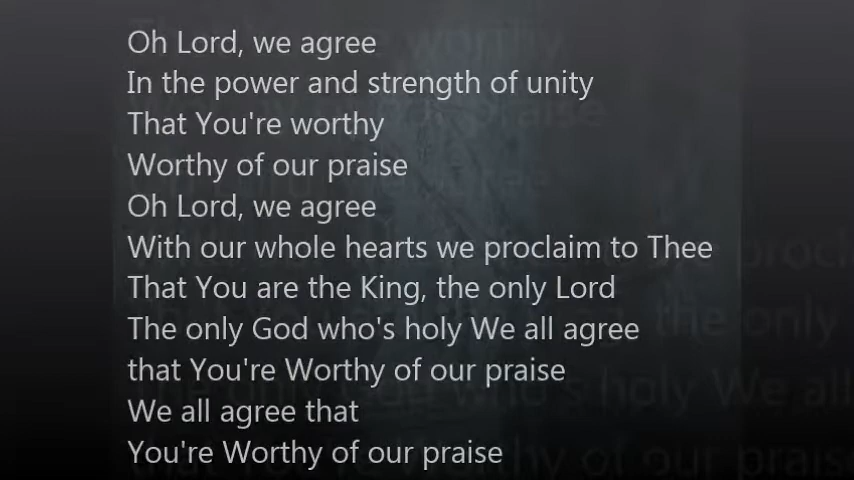 Oh Lord, we agree
In the power and strength of unity
That You're worthy
Worthy of our praise
Oh Lord, we agree
With our whole hearts we proclaim to Thee
That You are the King, the only Lord
The only God who's holy We all agree
that You're Worthy of our praise
We all agree that
You're Worthy of our praise